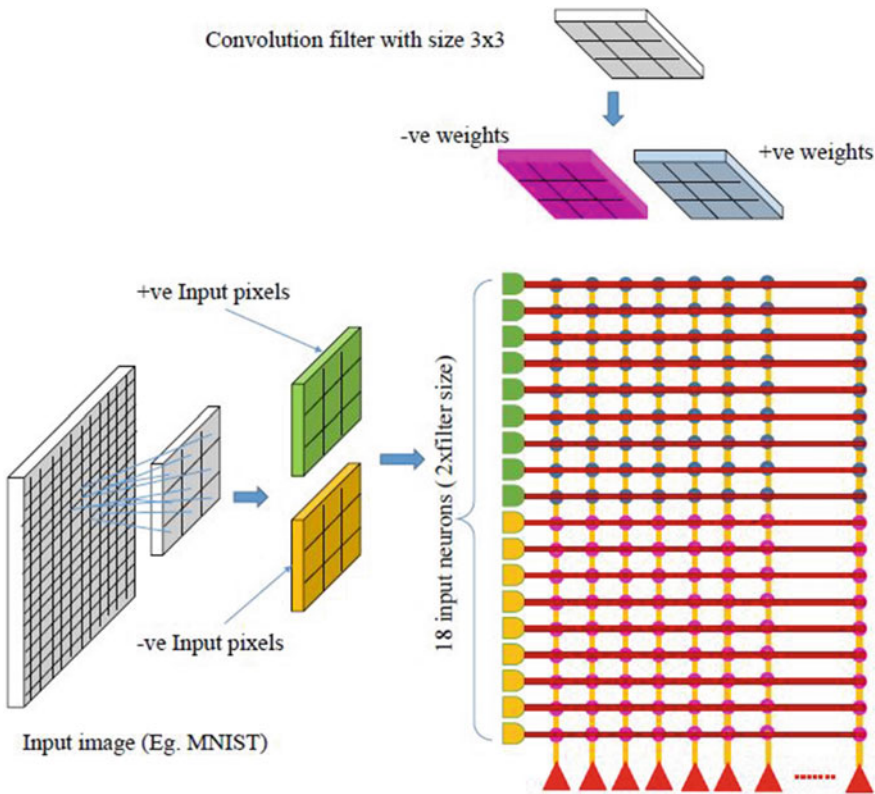 Convolution filter with size 3x3
-ve weights
+ve weights
+ve Input pixels
18 input neurons ( 2xfilter size)
-ve Input pixels
Input image (Eg. MNIST)